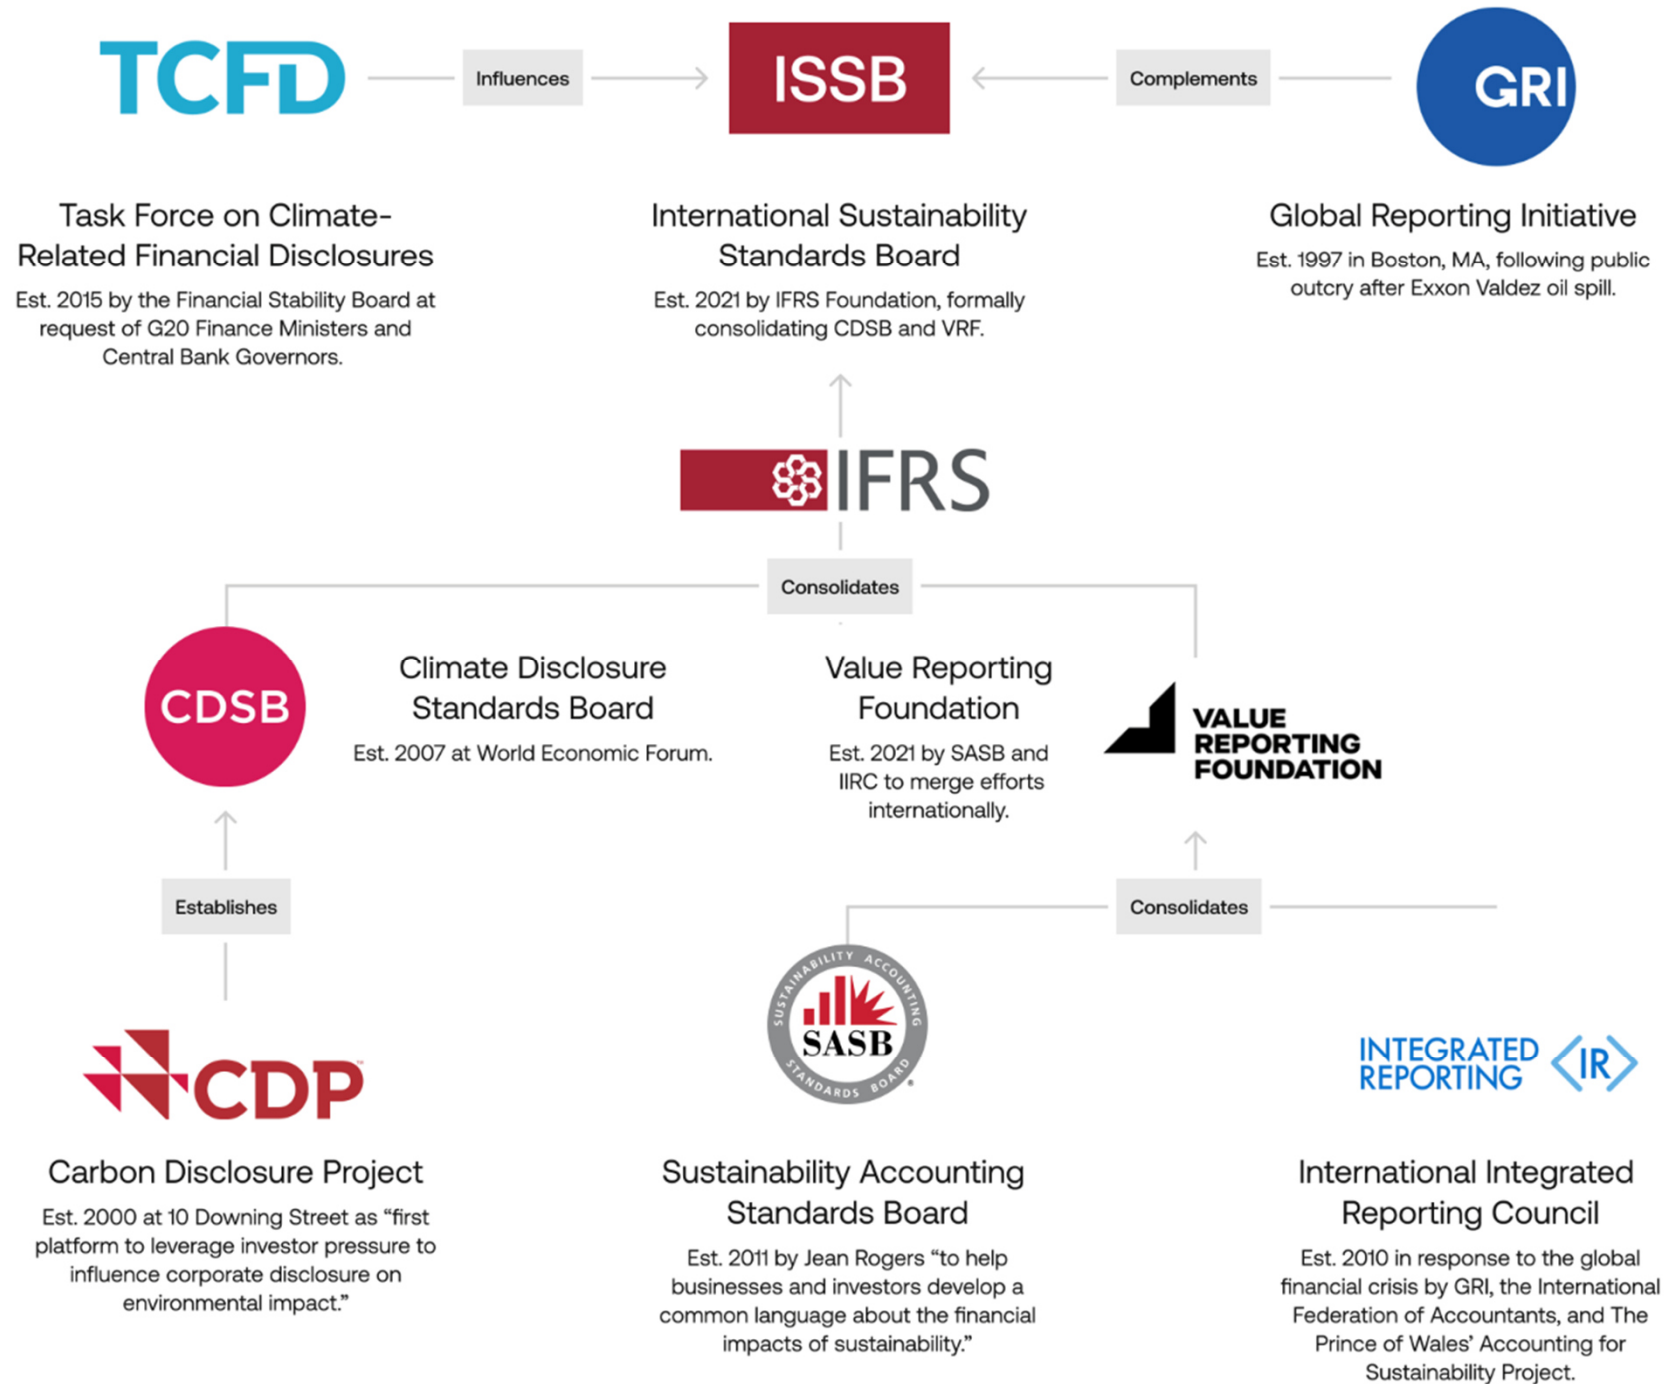 TCFD
Influences
ISSB
Complements
GRI
Task Force on Climate-
Related Financial Disclosures
Est. 2015 by the Financial Stability Board at
request of G20 Finance Ministers and
Central Bank Governors.
International Sustainability
Standards Board
Est. 2021 by IFRS Foundation, formally
consolidating CDSB and VRF.
Global Reporting Initiative
Est. 1997 in Boston, MA, following public
outcry after Exxon Valdez oil spill.
IFRS
Consolidates
CDSB
Climate Disclosure
Standards Board
Est. 2007 at World Economic Forum.
Value Reporting
Foundation
Est. 2021 by SASB and
IIRC to merge efforts
internationally.
VALUE
REPORTING
FOUNDATION
Establishes
Consolidates
CDP™
SUSTAINABILITY ACCOUNTING
SASB
STANDARDS BOARD
®
INTEGRATED
REPORTING
<IR>
Carbon Disclosure Project
Est. 2000 at 10 Downing Street as “first
platform to leverage investor pressure to
influence corporate disclosure on
environmental impact.”
Sustainability Accounting
Standards Board
Est. 2011 by Jean Rogers “to help
businesses and investors develop a
common language about the financial
impacts of sustainability.”
International Integrated
Reporting Council
Est. 2010 in response to the global
financial crisis by GRI, the International
Federation of Accountants, and The
Prince of Wales’ Accounting for
Sustainability Project.